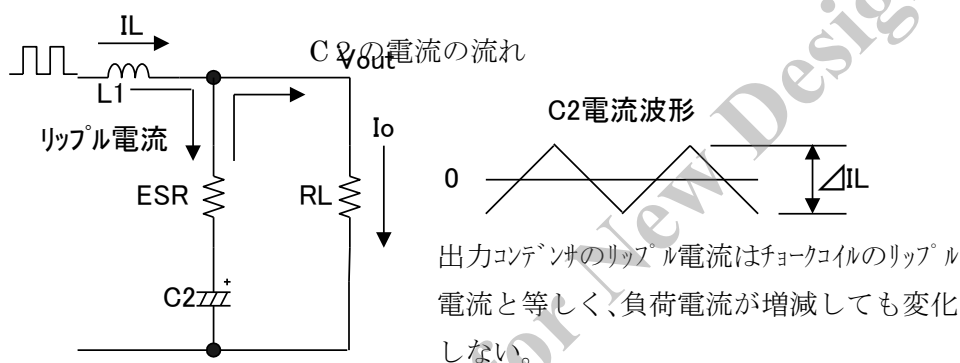 IL
C2の電流の流れ
Vout
L1
リップル電流
Io
ESR
RL
C2
+
C2電流波形
0
⊿IL
出力コンデンサのリップル電流はチョークコイルのリップル
電流と等しく、負荷電流が増減しても変化
しない。
for New Desig